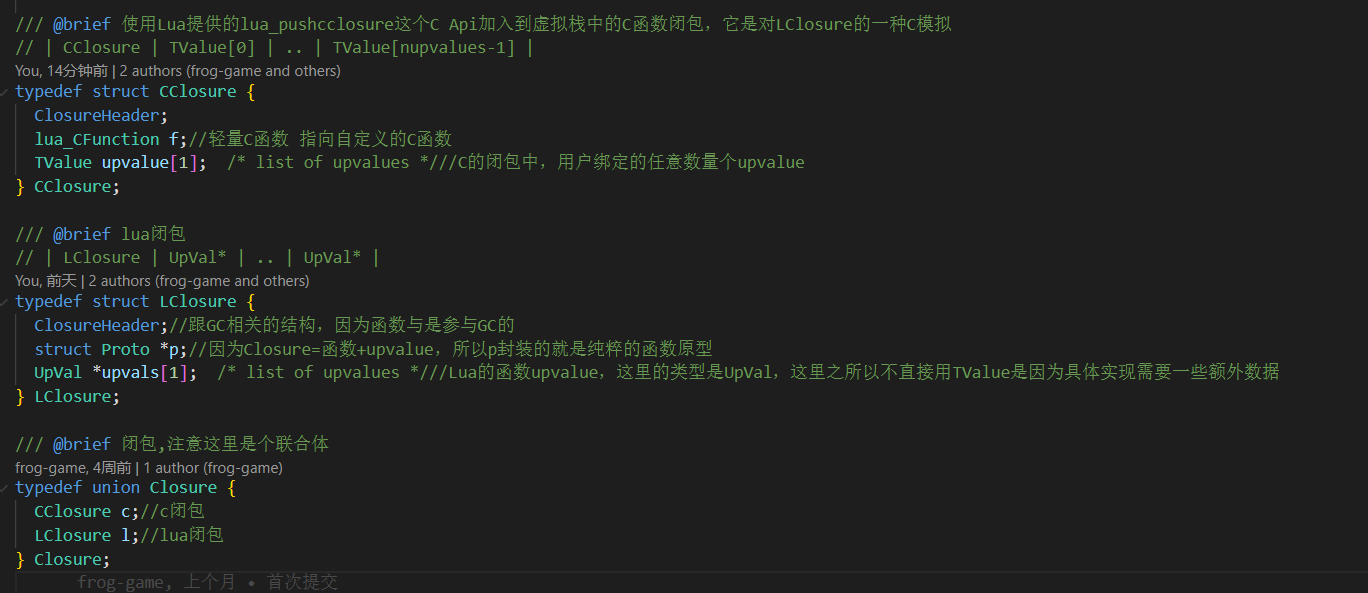 /// @brief 使用Lua提供的lua_pushcclosure这个C Api加入到虚拟栈中的C函数闭包，它是对LClosure的一种C模拟
// | CClosure | TValue[0] | .. | TValue[nupvalues-1] |
You, 14分钟前 | 2 authors (frog-game and others)
typedef struct CClosure {
  ClosureHeader;
  lua_CFunction f;//轻量C函数 指向自定义的C函数
  TValue upvalue[1];  /* list of upvalues *///C的闭包中，用户绑定的任意数量个upvalue
} CClosure;
/// @brief lua闭包
// | LClosure | UpVal* | .. | UpVal* |
You, 前天 | 2 authors (frog-game and others)
typedef struct LClosure {
  ClosureHeader;//跟GC相关的结构，因为函数与是参与GC的
  struct Proto *p;//因为Closure=函数+upvalue，所以p封装的就是纯粹的函数原型
  UpVal *upvals[1];  /* list of upvalues *///Lua的函数upvalue，这里的类型是UpVal，这里之所以不直接用TValue是因为具体实现需要一些额外数据
} LClosure;
/// @brief 闭包,注意这里是个联合体
frog-game, 4周前 | 1 author (frog-game)
typedef union Closure {
  CClosure c;//c闭包
  LClosure l;//lua闭包
} Closure;
frog-game, 上个月 • 首次提交